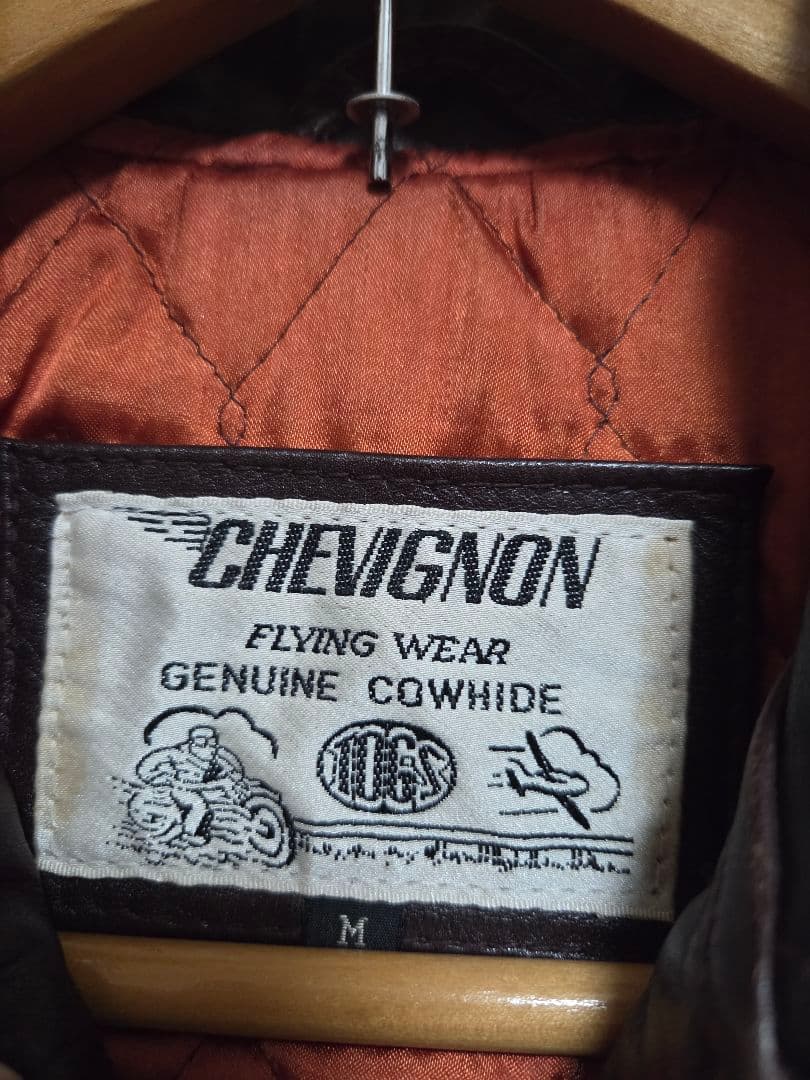 CHEVIGNON
FLYING WEAR
GENUINE COWHIDE
TOGS
M